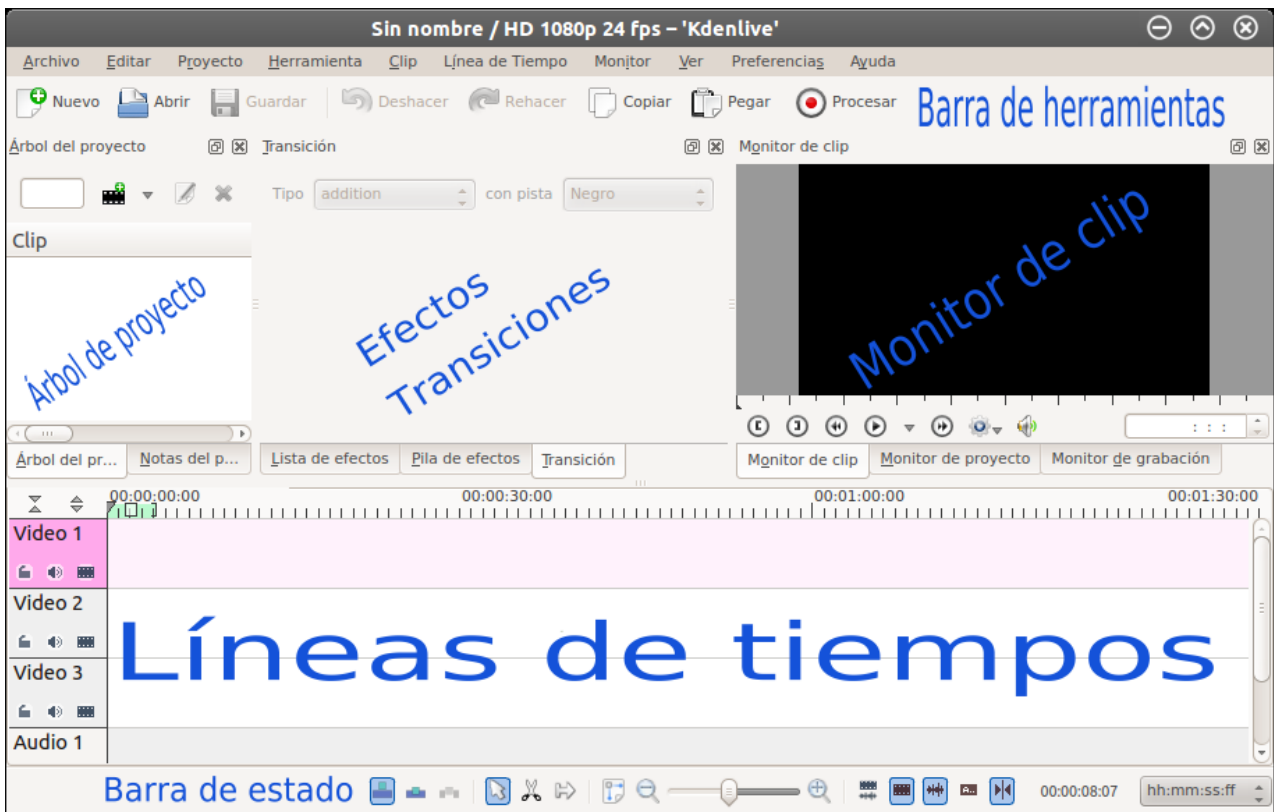 Sin nombre / HD 1080p 24 fps – 'Kdenlive'
Archivo Editar Proyecto Herramienta Clip Línea de Tiempo Monitor Ver Preferencias Ayuda
Nuevo Abrir Guardar Deshacer Rehacer Copiar Pegar Procesar Barra de herramientas
Árbol del proyecto Transición Monitor de clip
Tipo addition con pista Negro
Clip
Árbol de proyecto
Efectos
Transiciones
Monitor de clip
: : :
Árbol del pr... Notas del p... Lista de efectos Pila de efectos Transición Monitor de clip Monitor de proyecto Monitor de grabación
00:00:00:00 00:00:30:00 00:01:00:00 00:01:30:00
Video 1
Video 2
Líneas de tiempos
Video 3
Audio 1
Barra de estado 00:00:08:07 hh:mm:ss:ff